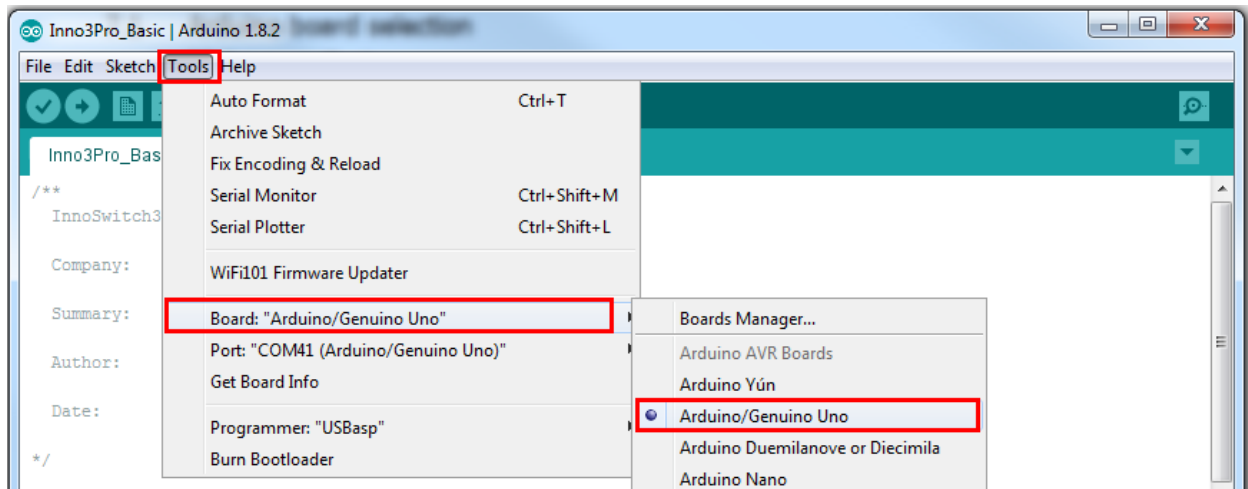 Inno3Pro_Basic | Arduino 1.8.2
board selection
File Edit Sketch Tools Help
Inno3Pro_Bas
/**
InnoSwitch3
Company:
Summary:
Author:
Date:
*/
Auto Format Ctrl+T
Archive Sketch
Fix Encoding & Reload
Serial Monitor Ctrl+Shift+M
Serial Plotter Ctrl+Shift+L
WiFi101 Firmware Updater
Board: "Arduino/Genuino Uno"
Port: "COM41 (Arduino/Genuino Uno)"
Get Board Info
Programmer: "USBasp"
Burn Bootloader
Boards Manager...
Arduino AVR Boards
Arduino Yún
Arduino/Genuino Uno
Arduino Duemilanove or Diecimila
Arduino Nano